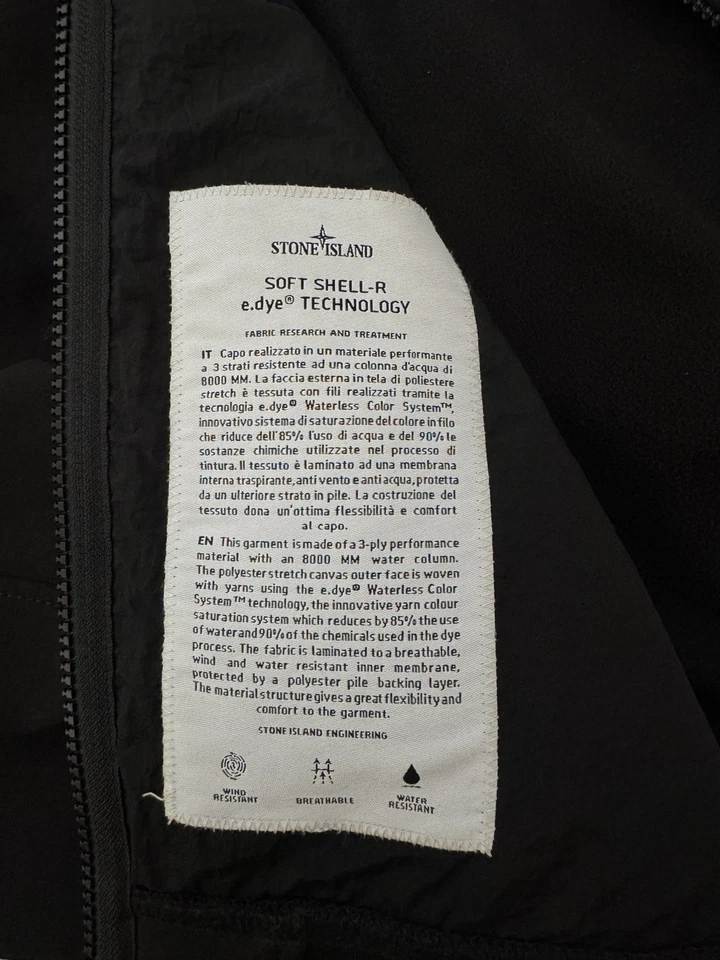 STONE ISLAND
SOFT SHELL-R
e.dye® TECHNOLOGY
FABRIC RESEARCH AND TREATMENT
IT Capo realizzato in un materiale performante
a 3 strati resistente ad una colonna d'acqua di
8000 MM. La faccia esterna in tela di poliestere
stretch è tessuta con fili realizzati tramite la
tecnologia e.dye® Waterless Color System™,
innovativo sistema di saturazione del colore in filo
che riduce dell'85% l'uso di acqua e del 90% le
sostanze chimiche utilizzate nel processo di
tintura. Il tessuto è laminato ad una membrana
interna traspirante, anti vento e anti acqua, protetta
da un ulteriore strato in pile. La costruzione del
tessuto dona un'ottima flessibilità e comfort
al capo.
EN This garment is made of a 3-ply performance
material with an 8000 MM water column.
The polyester stretch canvas outer face is woven
with yarns using the e.dye® Waterless Color
System™ technology, the innovative yarn colour
saturation system which reduces by 85% the use
of water and 90% of the chemicals used in the dye
process. The fabric is laminated to a breathable,
wind and water resistant inner membrane,
protected by a polyester pile backing layer.
The material structure gives a great flexibility and
comfort to the garment.
STONE ISLAND ENGINEERING
WIND
RESISTANT
BREATHABLE
WATER
RESISTANT